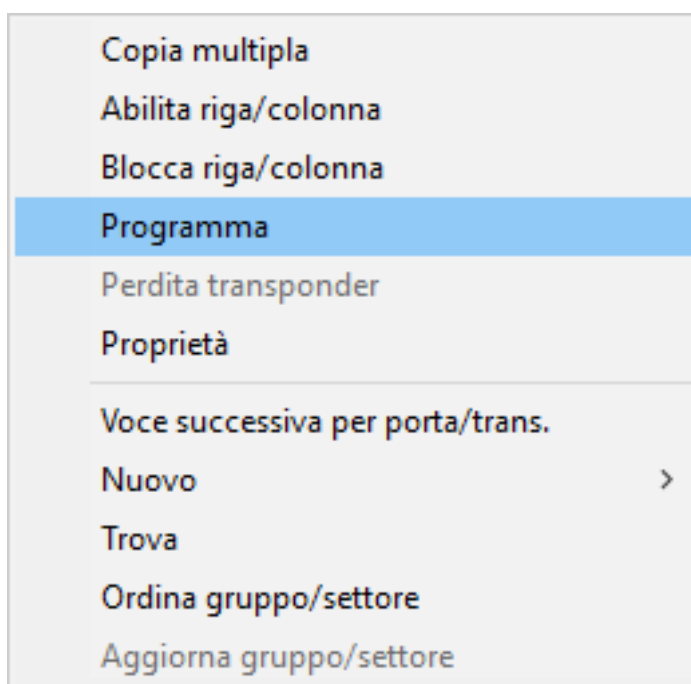 Copia multipla
Abilita riga/colonna
Blocca riga/colonna
Programma
Perdita transponder
Proprietà
Voce successiva per porta/trans.
Nuovo
Trova
Ordina gruppo/settore
Aggiorna gruppo/settore